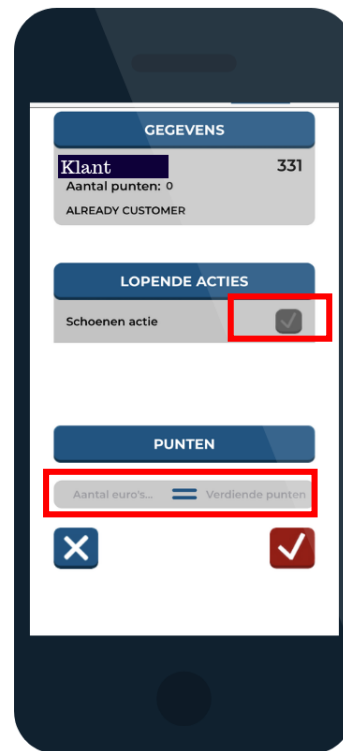 GEGEVENS
Klant 331
Aantal punten: 0
ALREADY CUSTOMER
LOPENDE ACTIES
Schoenen actie
PUNTEN
Aantal euro's... Verdiende punten